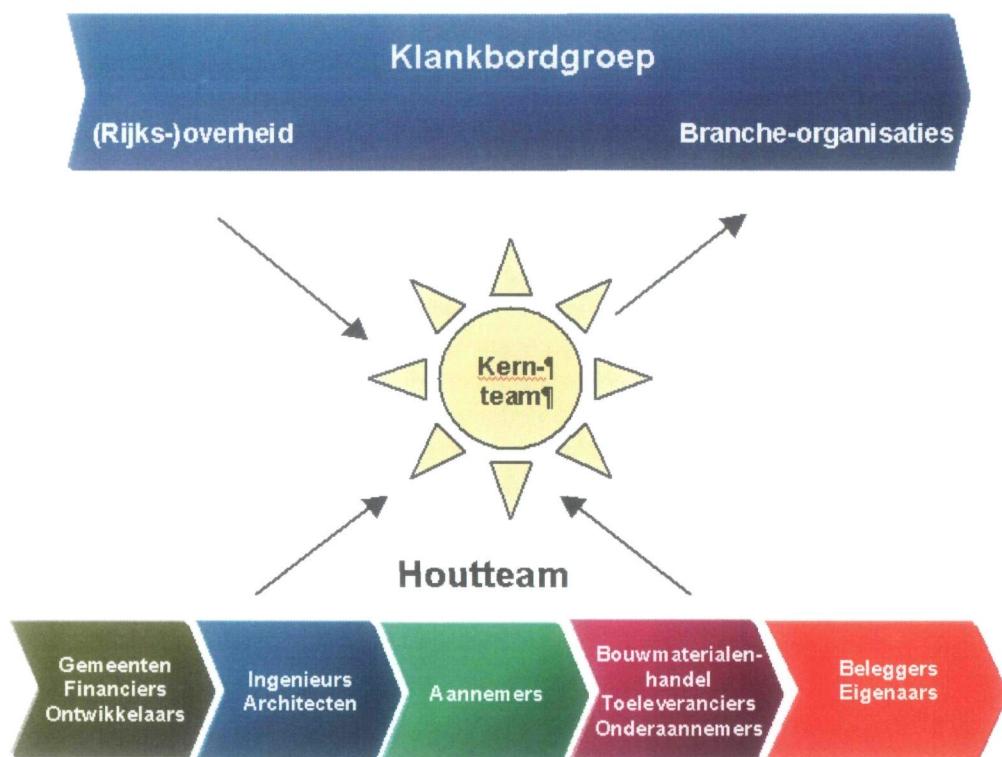 Klankbordgroep
(Rijks-)overheid
Branche-organisaties
Kern-¶
team¶
Houtteam
Gemeenten
Financiers
Ontwikkelaars
Ingenieurs
Architecten
Aannemers
Bouwmaterialen-
handel
Toeleveranciers
Onderaannemers
Beleggers
Eigenaars